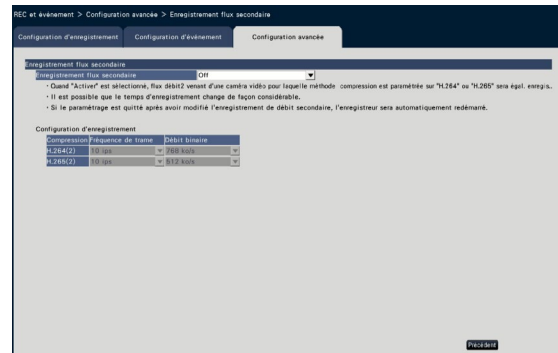 REC et événement > Configuration avancée > Enregistrement flux secondaire
Configuration d'enregistrement Configuration d'évènement Configuration avancée
Enregistrement flux secondaire
Enregistrement flux secondaire Off
・Quand "Activer" est sélectionné, flux débit2 venant d'une caméra vidéo pour laquelle méthode compression est paramétrée sur "H.264" ou "H.265" sera égal. enregis..
・Il est possible que le temps d'enregistrement change de façon considérable.
・Si le paramétrage est quitté après avoir modifié l'enregistrement de débit secondaire, l'enregistreur sera automatiquement redémarré.
Configuration d'enregistrement
Compression Fréquence de trame Débit binaire
H.264(2) 10 ips 768 ko/s
H.265(2) 10 ips 512 ko/s
Précédent